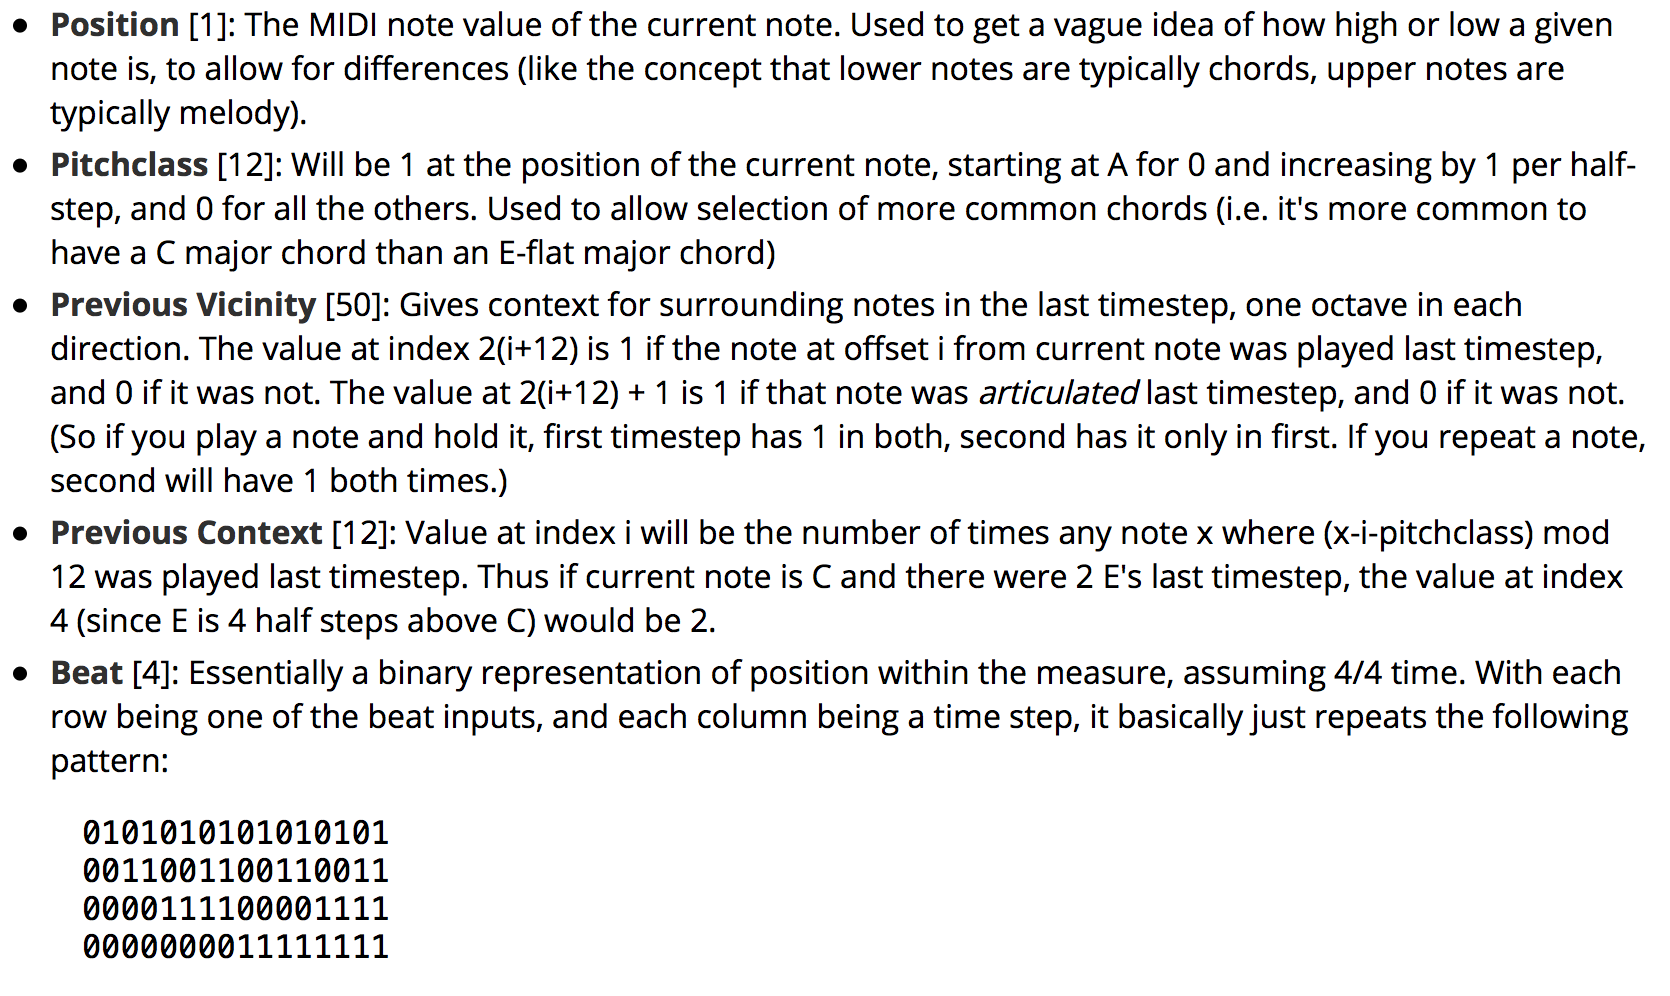 • Position [1]: The MIDI note value of the current note. Used to get a vague idea of how high or low a given
note is, to allow for differences (like the concept that lower notes are typically chords, upper notes are
typically melody).
• Pitchclass [12]: Will be 1 at the position of the current note, starting at A for 0 and increasing by 1 per half-
step, and 0 for all the others. Used to allow selection of more common chords (i.e. it's more common to
have a C major chord than an E-flat major chord)
• Previous Vicinity [50]: Gives context for surrounding notes in the last timestep, one octave in each
direction. The value at index 2(i+12) is 1 if the note at offset i from current note was played last timestep,
and 0 if it was not. The value at 2(i+12) + 1 is 1 if that note was articulated last timestep, and 0 if it was not.
(So if you play a note and hold it, first timestep has 1 in both, second has it only in first. If you repeat a note,
second will have 1 both times.)
• Previous Context [12]: Value at index i will be the number of times any note x where (x-i-pitchclass) mod
12 was played last timestep. Thus if current note is C and there were 2 E's last timestep, the value at index
4 (since E is 4 half steps above C) would be 2.
• Beat [4]: Essentially a binary representation of position within the measure, assuming 4/4 time. With each
row being one of the beat inputs, and each column being a time step, it basically just repeats the following
pattern:
0101010101010101
0011001100110011
0000111100001111
0000000011111111